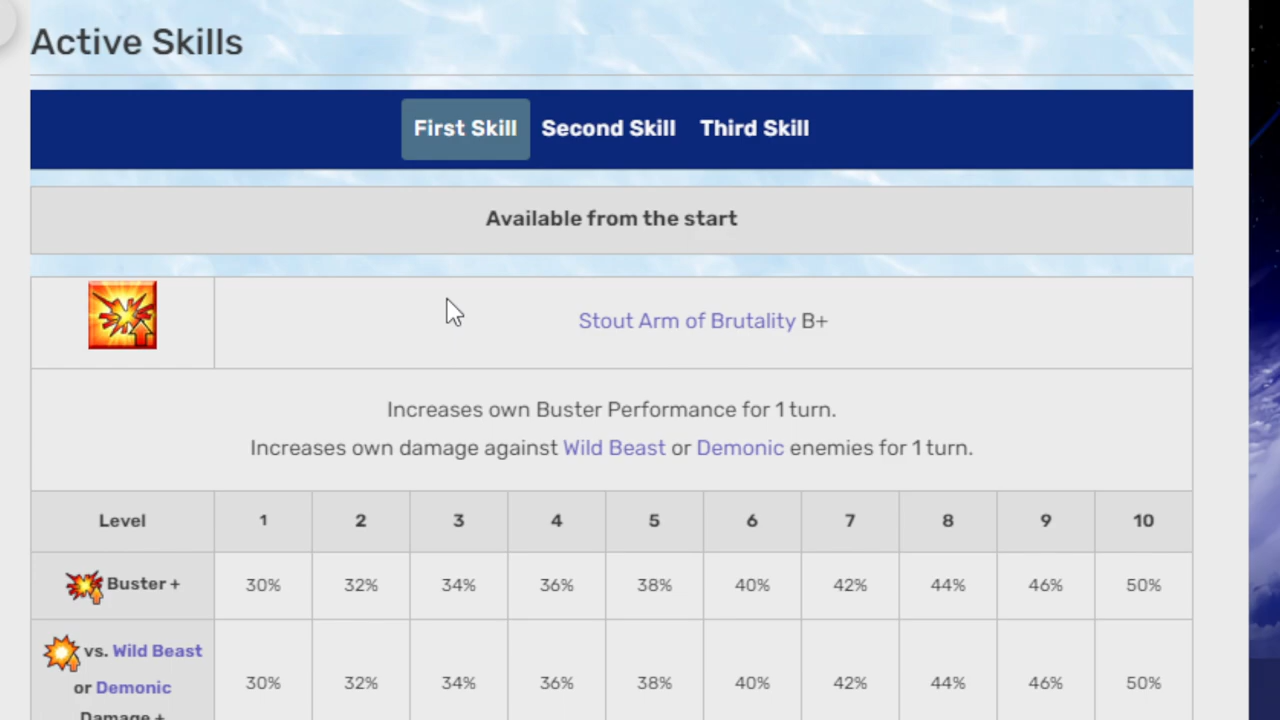 Active Skills
First Skill Second Skill Third Skill
Available from the start
Stout Arm of Brutality B+
Increases own Buster Performance for 1 turn.
Increases own damage against Wild Beast or Demonic enemies for 1 turn.
Level 1 2 3 4 5 6 7 8 9 10
Buster + 30% 32% 34% 36% 38% 40% 42% 44% 46% 50%
vs. Wild Beast
or Demonic 30% 32% 34% 36% 38% 40% 42% 44% 46% 50%
Damage +